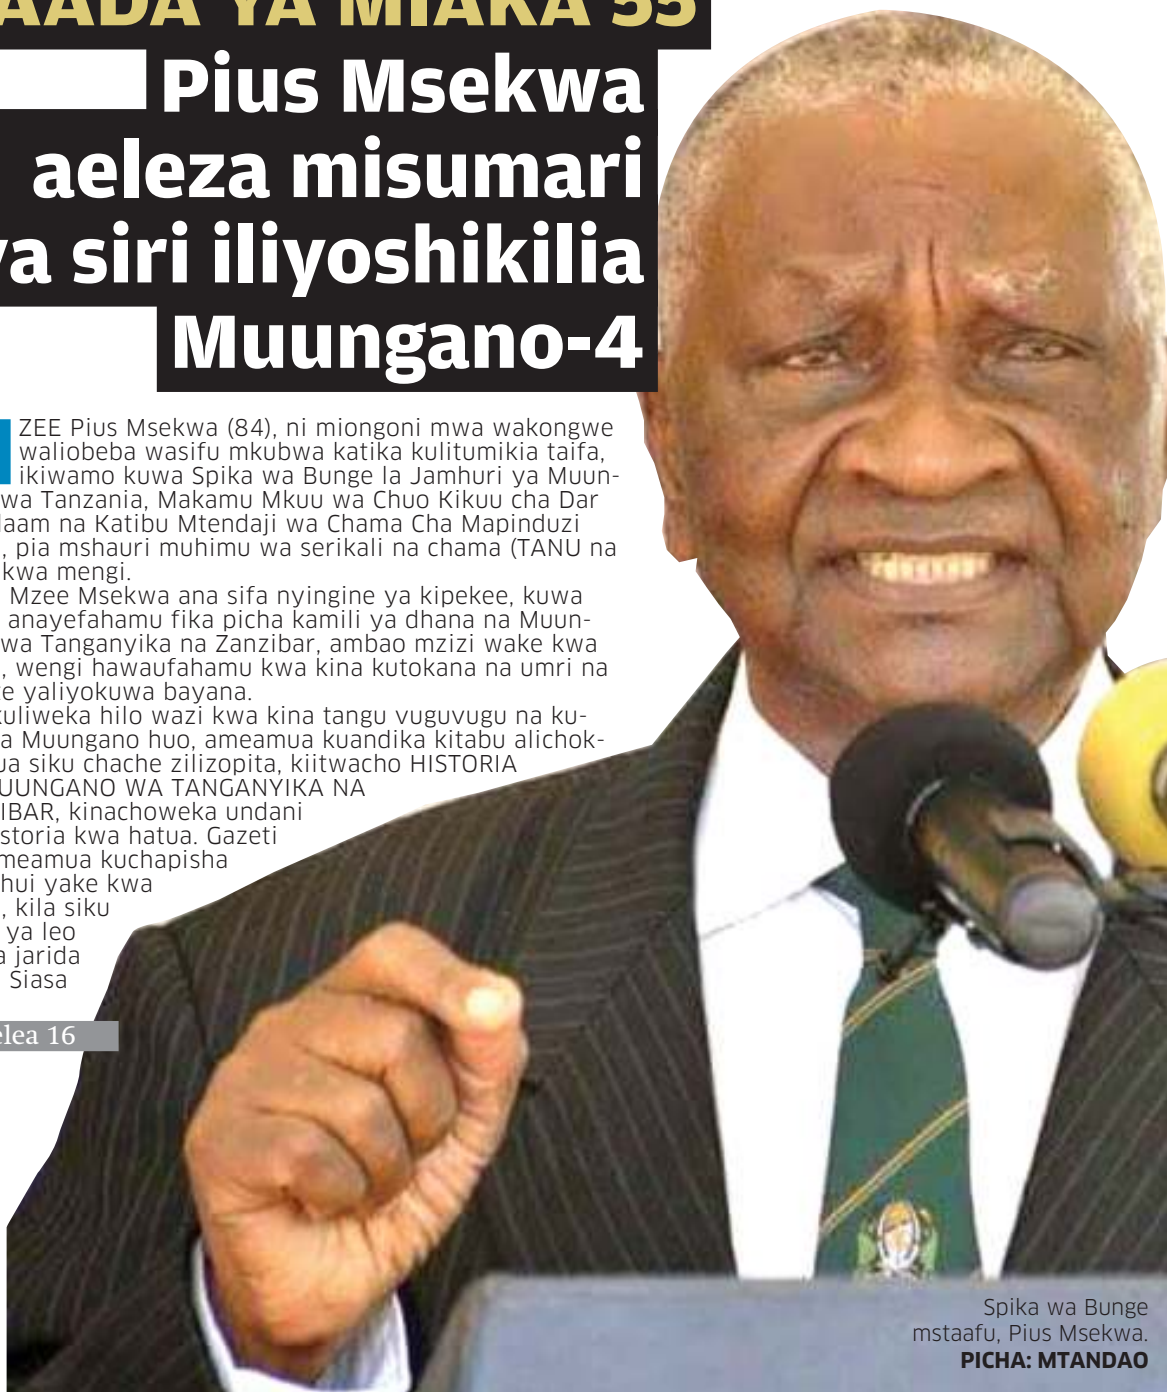 AADA YA MIAKA 55
Pius Msekwa
aeleza misumari
ya siri iliyoshikilia
Muungano-4
ZEE Pius Msekwa (84), ni miongoni mwa wakongwe
waliobeba wasifu mkubwa katika kulitumikia taifa,
ikiwamo kuwa Spika wa Bunge la Jamhuri ya Muun-
wa Tanzania, Makamu Mkuu wa Chuo Kikuu cha Dar
laam na Katibu Mtendaji wa Chama Cha Mapinduzi
, pia mshauri muhimu wa serikali na chama (TANU na
kwa mengi.
Mzee Msekwa ana sifa nyingine ya kipekee, kuwa
anayefahamu fika picha kamili ya dhana na Muun-
wa Tanganyika na Zanzibar, ambao mzizi wake kwa
, wengi hawaufahamu kwa kina kutokana na umri na
e yaliyokuwa bayana.
kuliweka hilo wazi kwa kina tangu vuguvugu na ku-
a Muungano huo, ameamua kuandika kitabu alichok-
ua siku chache zilizopita, kiitwacho HISTORIA
UUNGANO WA TANGANYIKA NA
IBAR, kinachoweka undani
storia kwa hatua. Gazeti
meamua kuchapisha
hui yake kwa
, kila siku
ya leo
a jarida
Siasa
elea 16
Spika wa Bunge
mstaafu, Pius Msekwa.
PICHA: MTANDAO